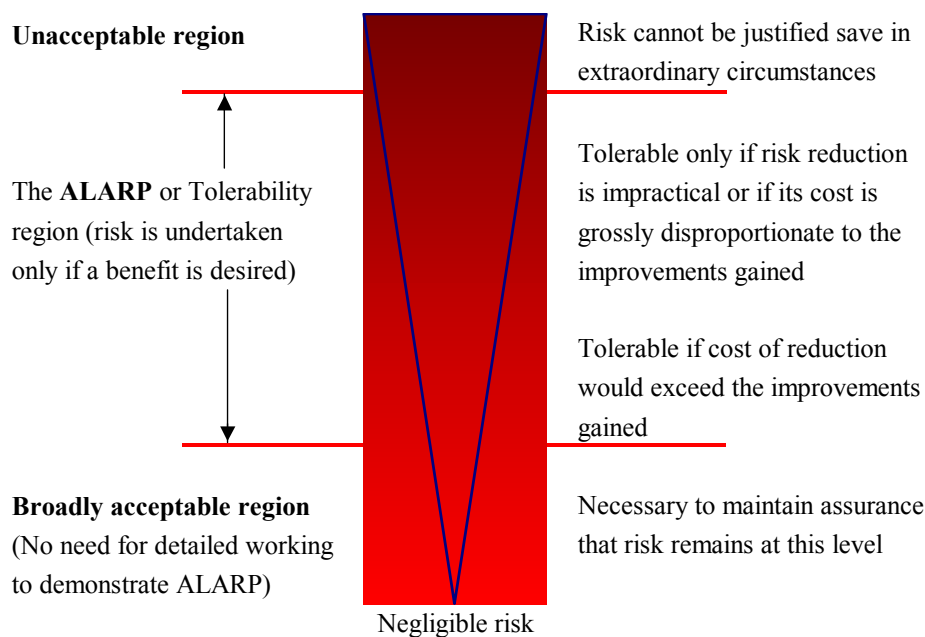 Unacceptable region
Risk cannot be justified save in
extraordinary circumstances
The ALARP or Tolerability
region (risk is undertaken
only if a benefit is desired)
Tolerable only if risk reduction
is impractical or if its cost is
grossly disproportionate to the
improvements gained
Tolerable if cost of reduction
would exceed the improvements
gained
Broadly acceptable region
(No need for detailed working
to demonstrate ALARP)
Necessary to maintain assurance
that risk remains at this level
Negligible risk